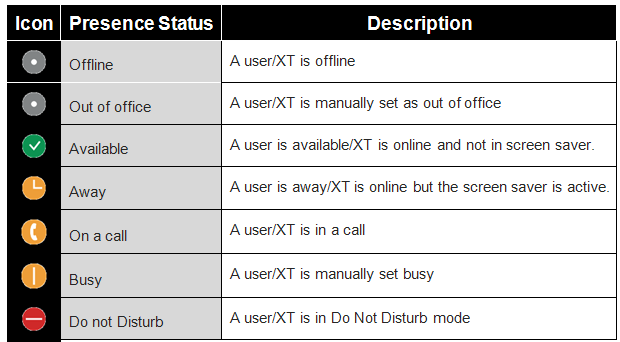 Icon Presence Status Description
Offline A user/XT is offline
Out of office A user/XT is manually set as out of office
Available A user is available/XT is online and not in screen saver.
Away A user is away/XT is online but the screen saver is active.
On a call A user/XT is in a call
Busy A user/XT is manually set busy
Do not Disturb A user/XT is in Do Not Disturb mode